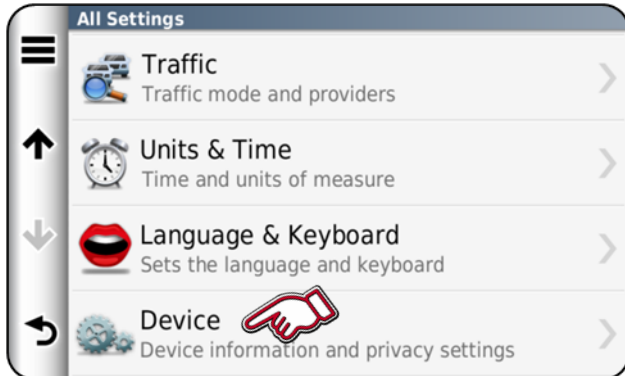 All Settings
Traffic
Traffic mode and providers
Units & Time
Time and units of measure
Language & Keyboard
Sets the language and keyboard
Device
Device information and privacy settings